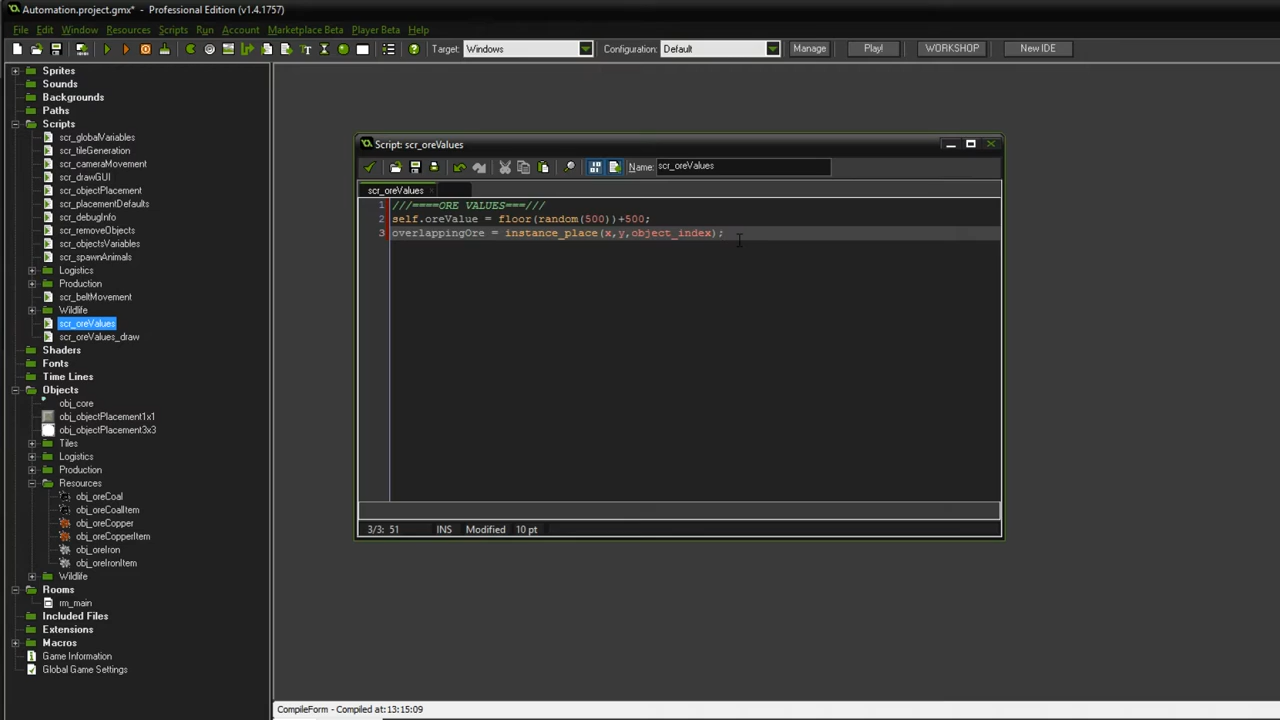 Automation.project.gmx* - Professional Edition (v1.4.1757)
File Edit Window Resources Scripts Run Account Marketplace Beta Player Beta Help
Target: Windows Configuration: Default Manage Play! WORKSHOP New IDE
Sprites
Sounds
Backgrounds
Paths
Scripts
scr_globalVariables
scr_tileGeneration
scr_cameraMovement
scr_drawGUI
scr_objectPlacement
scr_placementDefaults
scr_debugInfo
scr_removeObjects
scr_objectsVariables
scr_spawnAnimals
Logistics
Production
scr_beltMovement
Wildlife
scr_oreValues
scr_oreValues_draw
Shaders
Fonts
Time Lines
Objects
obj_core
obj_objectPlacement1x1
obj_objectPlacement3x3
Tiles
Logistics
Production
Resources
obj_oreCoal
obj_oreCoalItem
obj_oreCopper
obj_oreCopperItem
obj_oreIron
obj_oreIronItem
Wildlife
Rooms
rm_main
Included Files
Extensions
Macros
Game Information
Global Game Settings
Script: scr_oreValues
Name: scr_oreValues
scr_oreValues
1 ///====ORE VALUES===///
2 self.oreValue = floor(random(500))+500;
3 overlappingOre = instance_place(x,y,object_index);
3/3: 51 INS Modified 10 pt
CompileForm - Compiled at:13:15:09